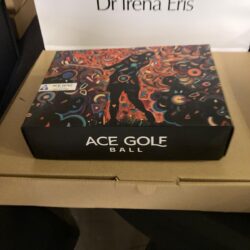 Dr Irena Eris
ACE GOLF
BALL